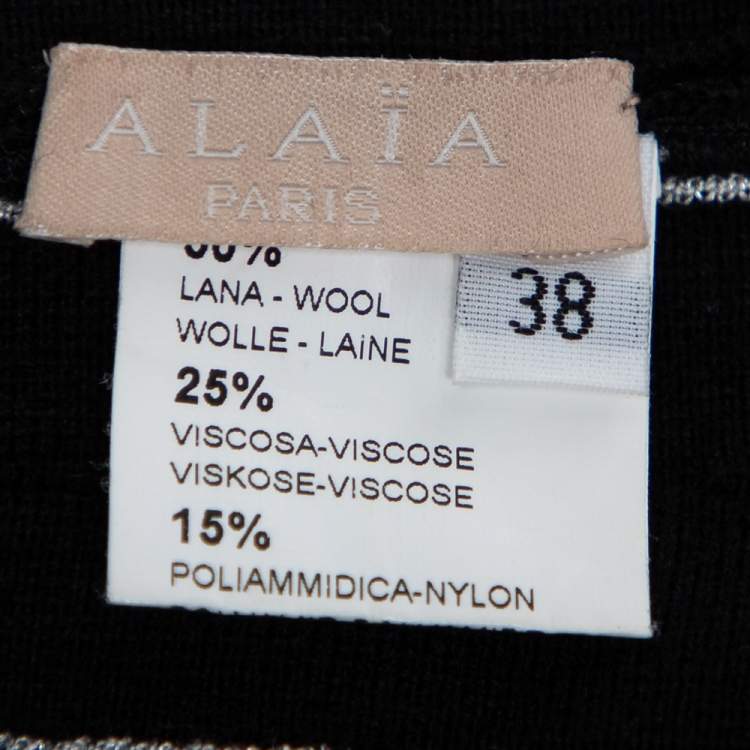 ALAÏA
PARIS
38
LANA - WOOL
WOLLE - LAiNE
25%
VISCOSA-VISCOSE
VISKOSE-VISCOSE
15%
POLIAMMIDICA-NYLON